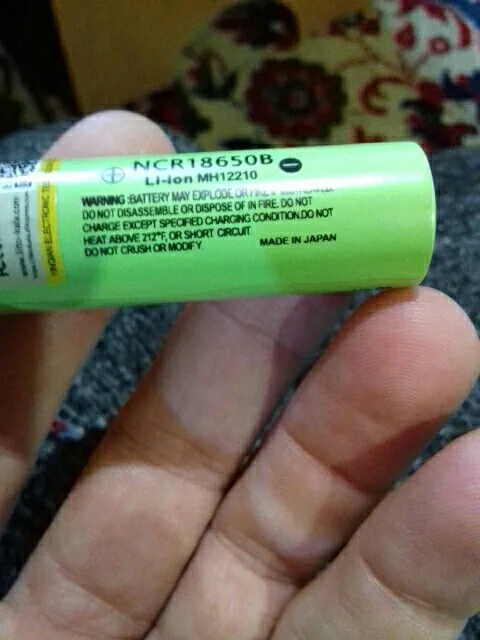 NCR18650B
Li-ion MH12210
WARNING :BATTERY MAY EXPLODE OR FIRE IF
DO NOT DISASSEMBLE OR DISPOSE OF IN FIRE. DO NOT
CHARGE EXCEPT SPECIFIED CHARGING CONDITION.DO NOT
HEAT ABOVE 212°F, OR SHORT CIRCUIT
DO NOT CRUSH OR MODIFY. MADE IN JAPAN
ELECTRONIC